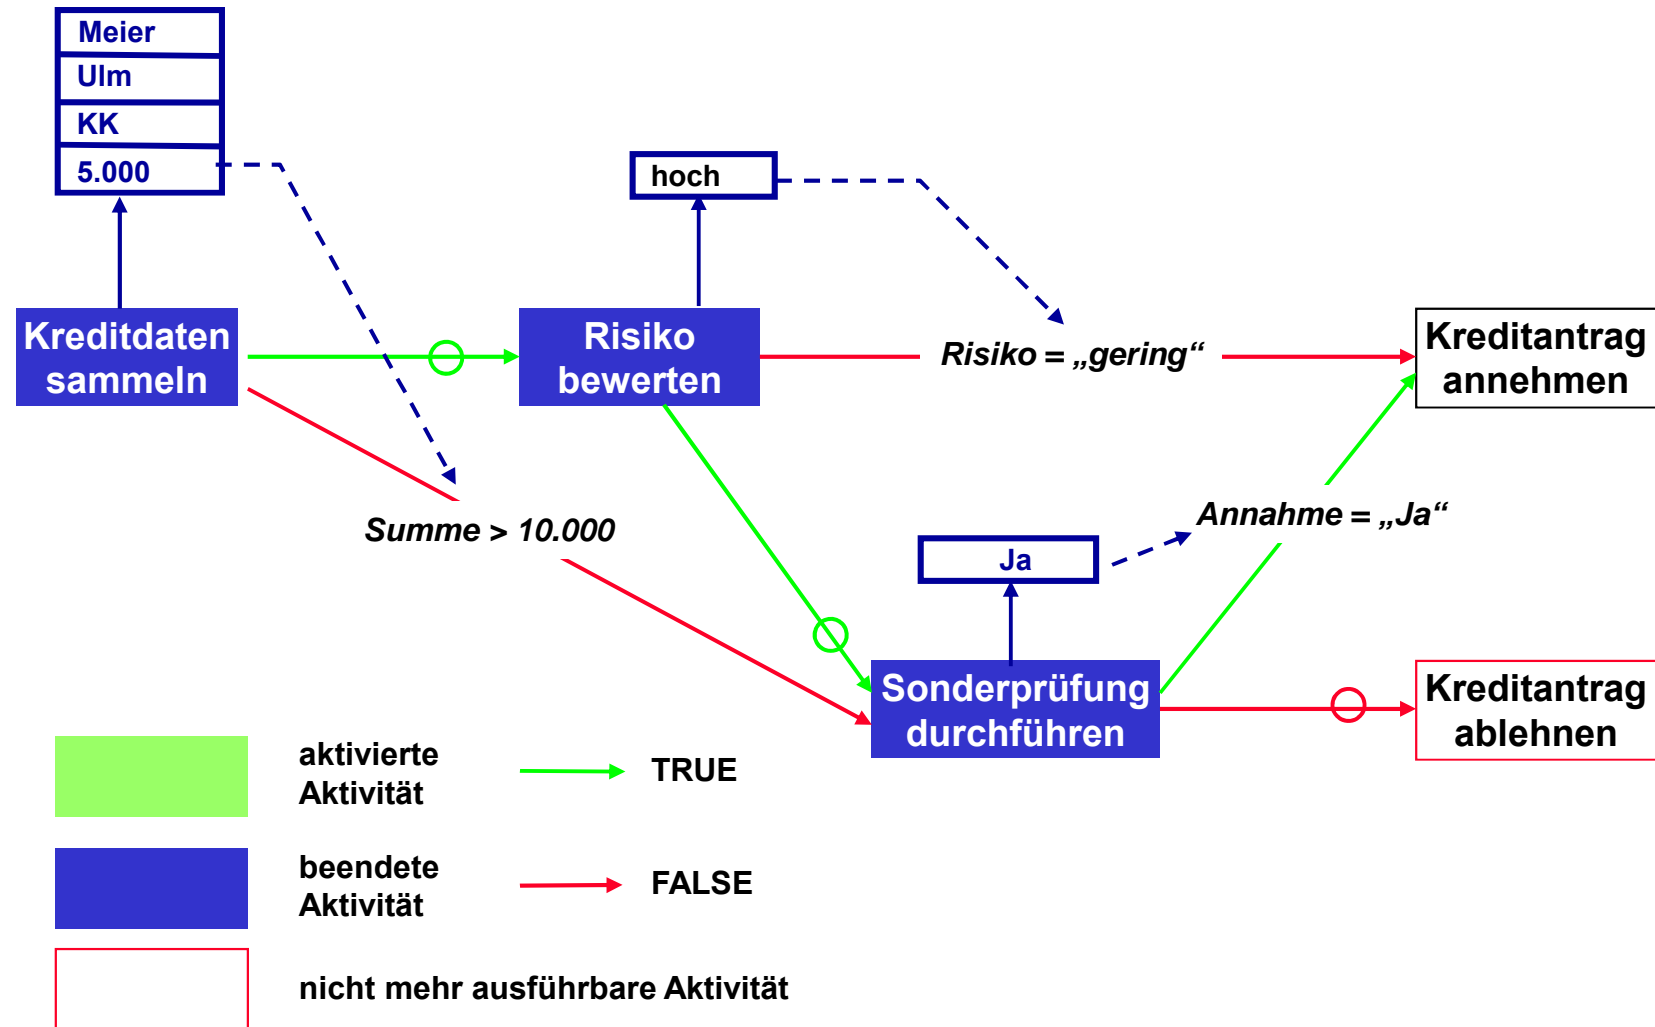 Meier
Ulm
KK
5.000
hoch
Kreditdaten
sammeln
Risiko
bewerten
Risiko = „gering“
Kreditantrag
annehmen
Summe > 10.000
Annahme = „Ja“
Ja
Sonderprüfung
durchführen
Kreditantrag
ablehnen
aktivierte
Aktivität
TRUE
beendete
Aktivität
FALSE
nicht mehr ausführbare Aktivität